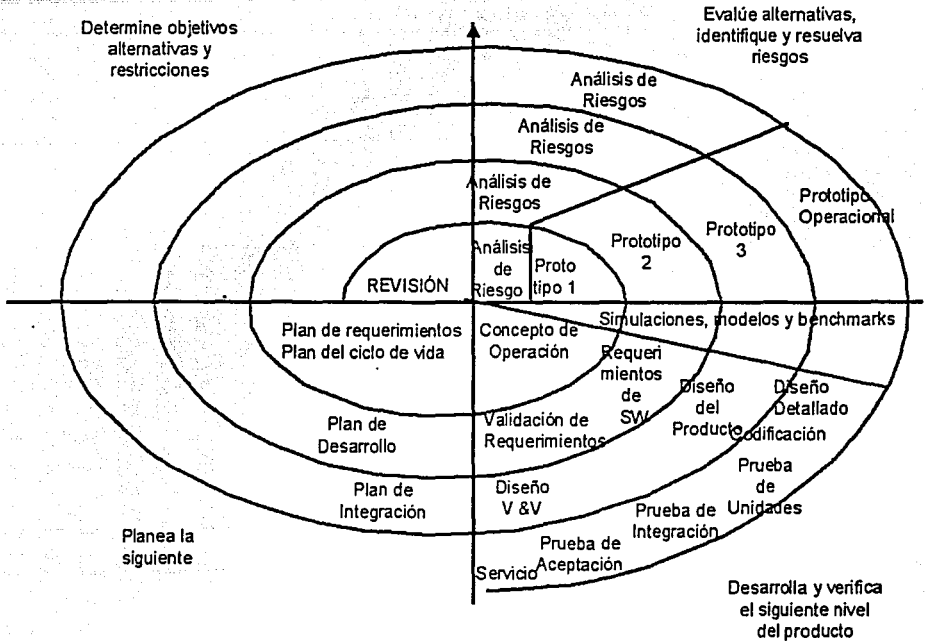 Determine objetivos
alternativas y
restricciones
Evalúe alternativas,
identifique y resuelva
riesgos
Análisis de
Riesgos
Análisis de
Riesgos
Análisis de
Riesgos
Análisis
de
Riesgo
Proto
tipo 1
Prototipo
2
Prototipo
3
Prototipo
Operacional
REVISIÓN
Simulaciones, modelos y benchmarks
Plan de requerimientos
Plan del ciclo de vida
Concepto de
Operación
Requeri
mientos
de
SW
Diseño
del
Producto
Diseño
Detallado
Codificación
Plan de
Desarrollo
Validación de
Requerimientos
Plan de
Integración
Diseño
V &V
Prueba
de
Unidades
Prueba de
Integración
Prueba de
Aceptación
Servicio
Planea la
siguiente
Desarrolla y verifica
el siguiente nivel
del producto